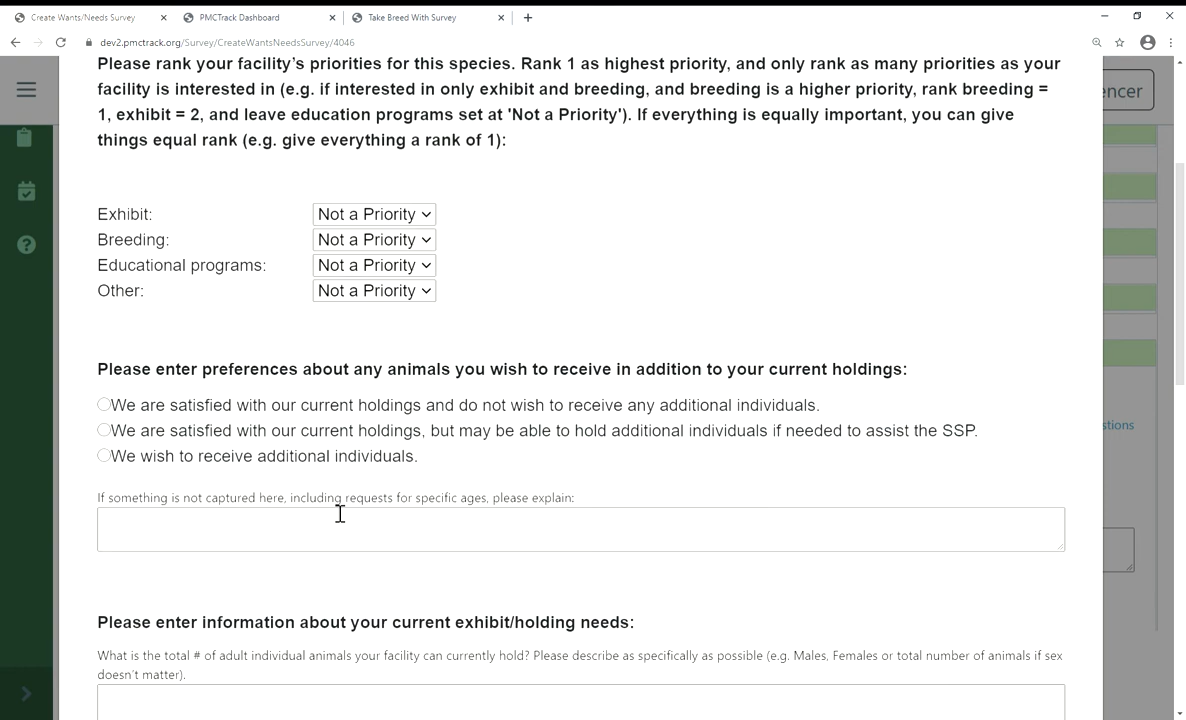 Create Wants/Needs Survey
PMCTrack Dashboard
Take Breed With Survey
dev2.pmctrack.org/Survey/CreateWantsNeedsSurvey/4046
Please rank your facility's priorities for this species. Rank 1 as highest priority, and only rank as many priorities as your
facility is interested in (e.g. if interested in only exhibit and breeding, and breeding is a higher priority, rank breeding =
1, exhibit = 2, and leave education programs set at 'Not a Priority'). If everything is equally important, you can give
things equal rank (e.g. give everything a rank of 1):
encer
Exhibit: Not a Priority
Breeding: Not a Priority
Educational programs: Not a Priority
Other: Not a Priority
Please enter preferences about any animals you wish to receive in addition to your current holdings:
We are satisfied with our current holdings and do not wish to receive any additional individuals.
We are satisfied with our current holdings, but may be able to hold additional individuals if needed to assist the SSP.
stions
We wish to receive additional individuals.
If something is not captured here, including requests for specific ages, please explain:
Please enter information about your current exhibit/holding needs:
What is the total # of adult individual animals your facility can currently hold? Please describe as specifically as possible (e.g. Males, Females or total number of animals if sex
doesn't matter).